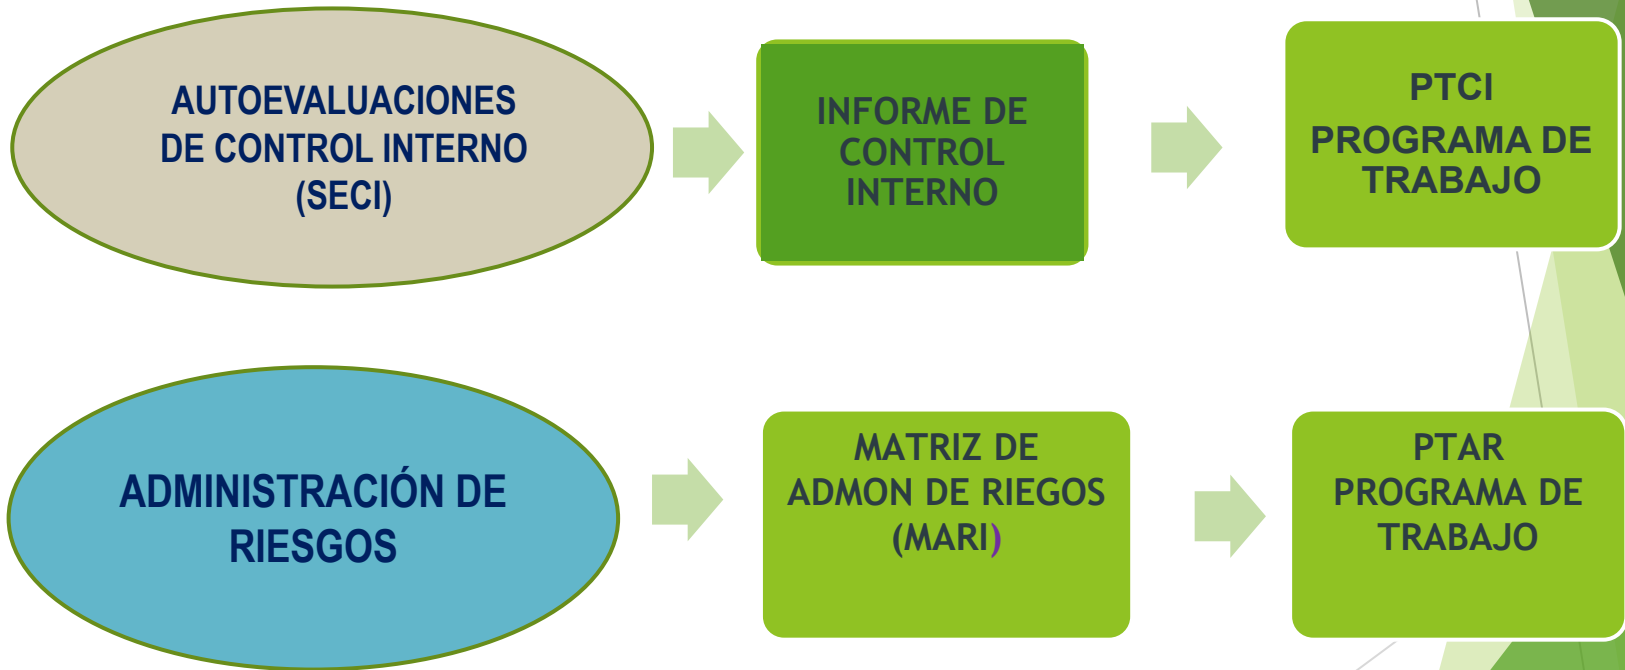 AUTOEVALUACIONES
DE CONTROL INTERNO
(SECI)
INFORME DE
CONTROL
INTERNO
PTCI
PROGRAMA DE
TRABAJO
ADMINISTRACIÓN DE
RIESGOS
MATRIZ DE
ADMON DE RIEGOS
(MARI)
PTAR
PROGRAMA DE
TRABAJO